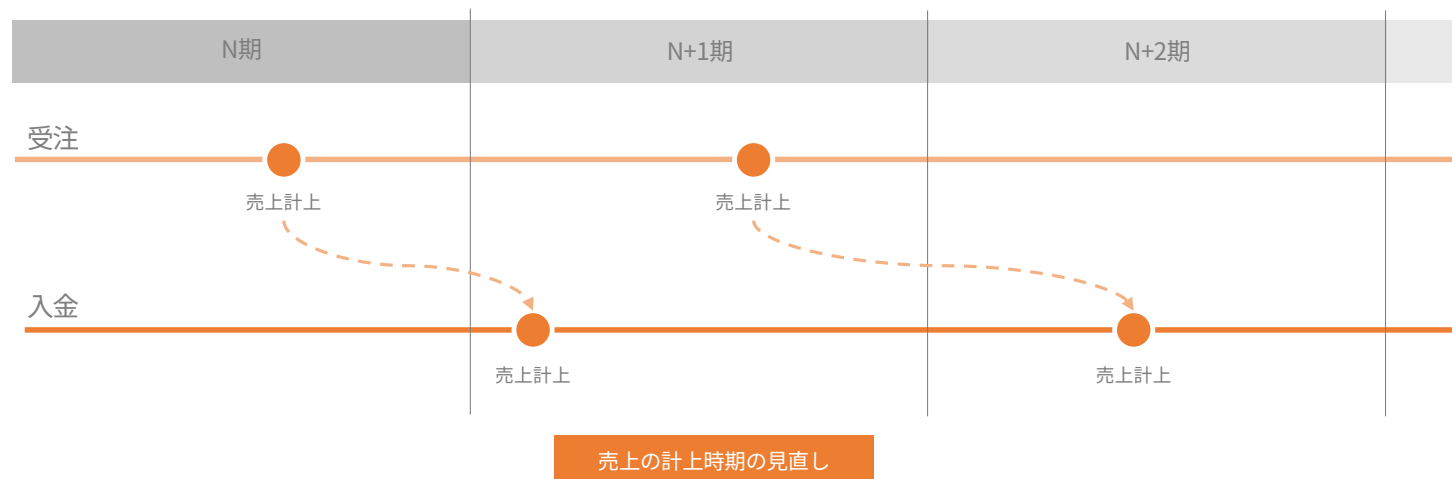 N期
N+1期
N+2期
受注
売上計上
売上計上
入金
売上計上
売上計上
売上の計上時期の見直し